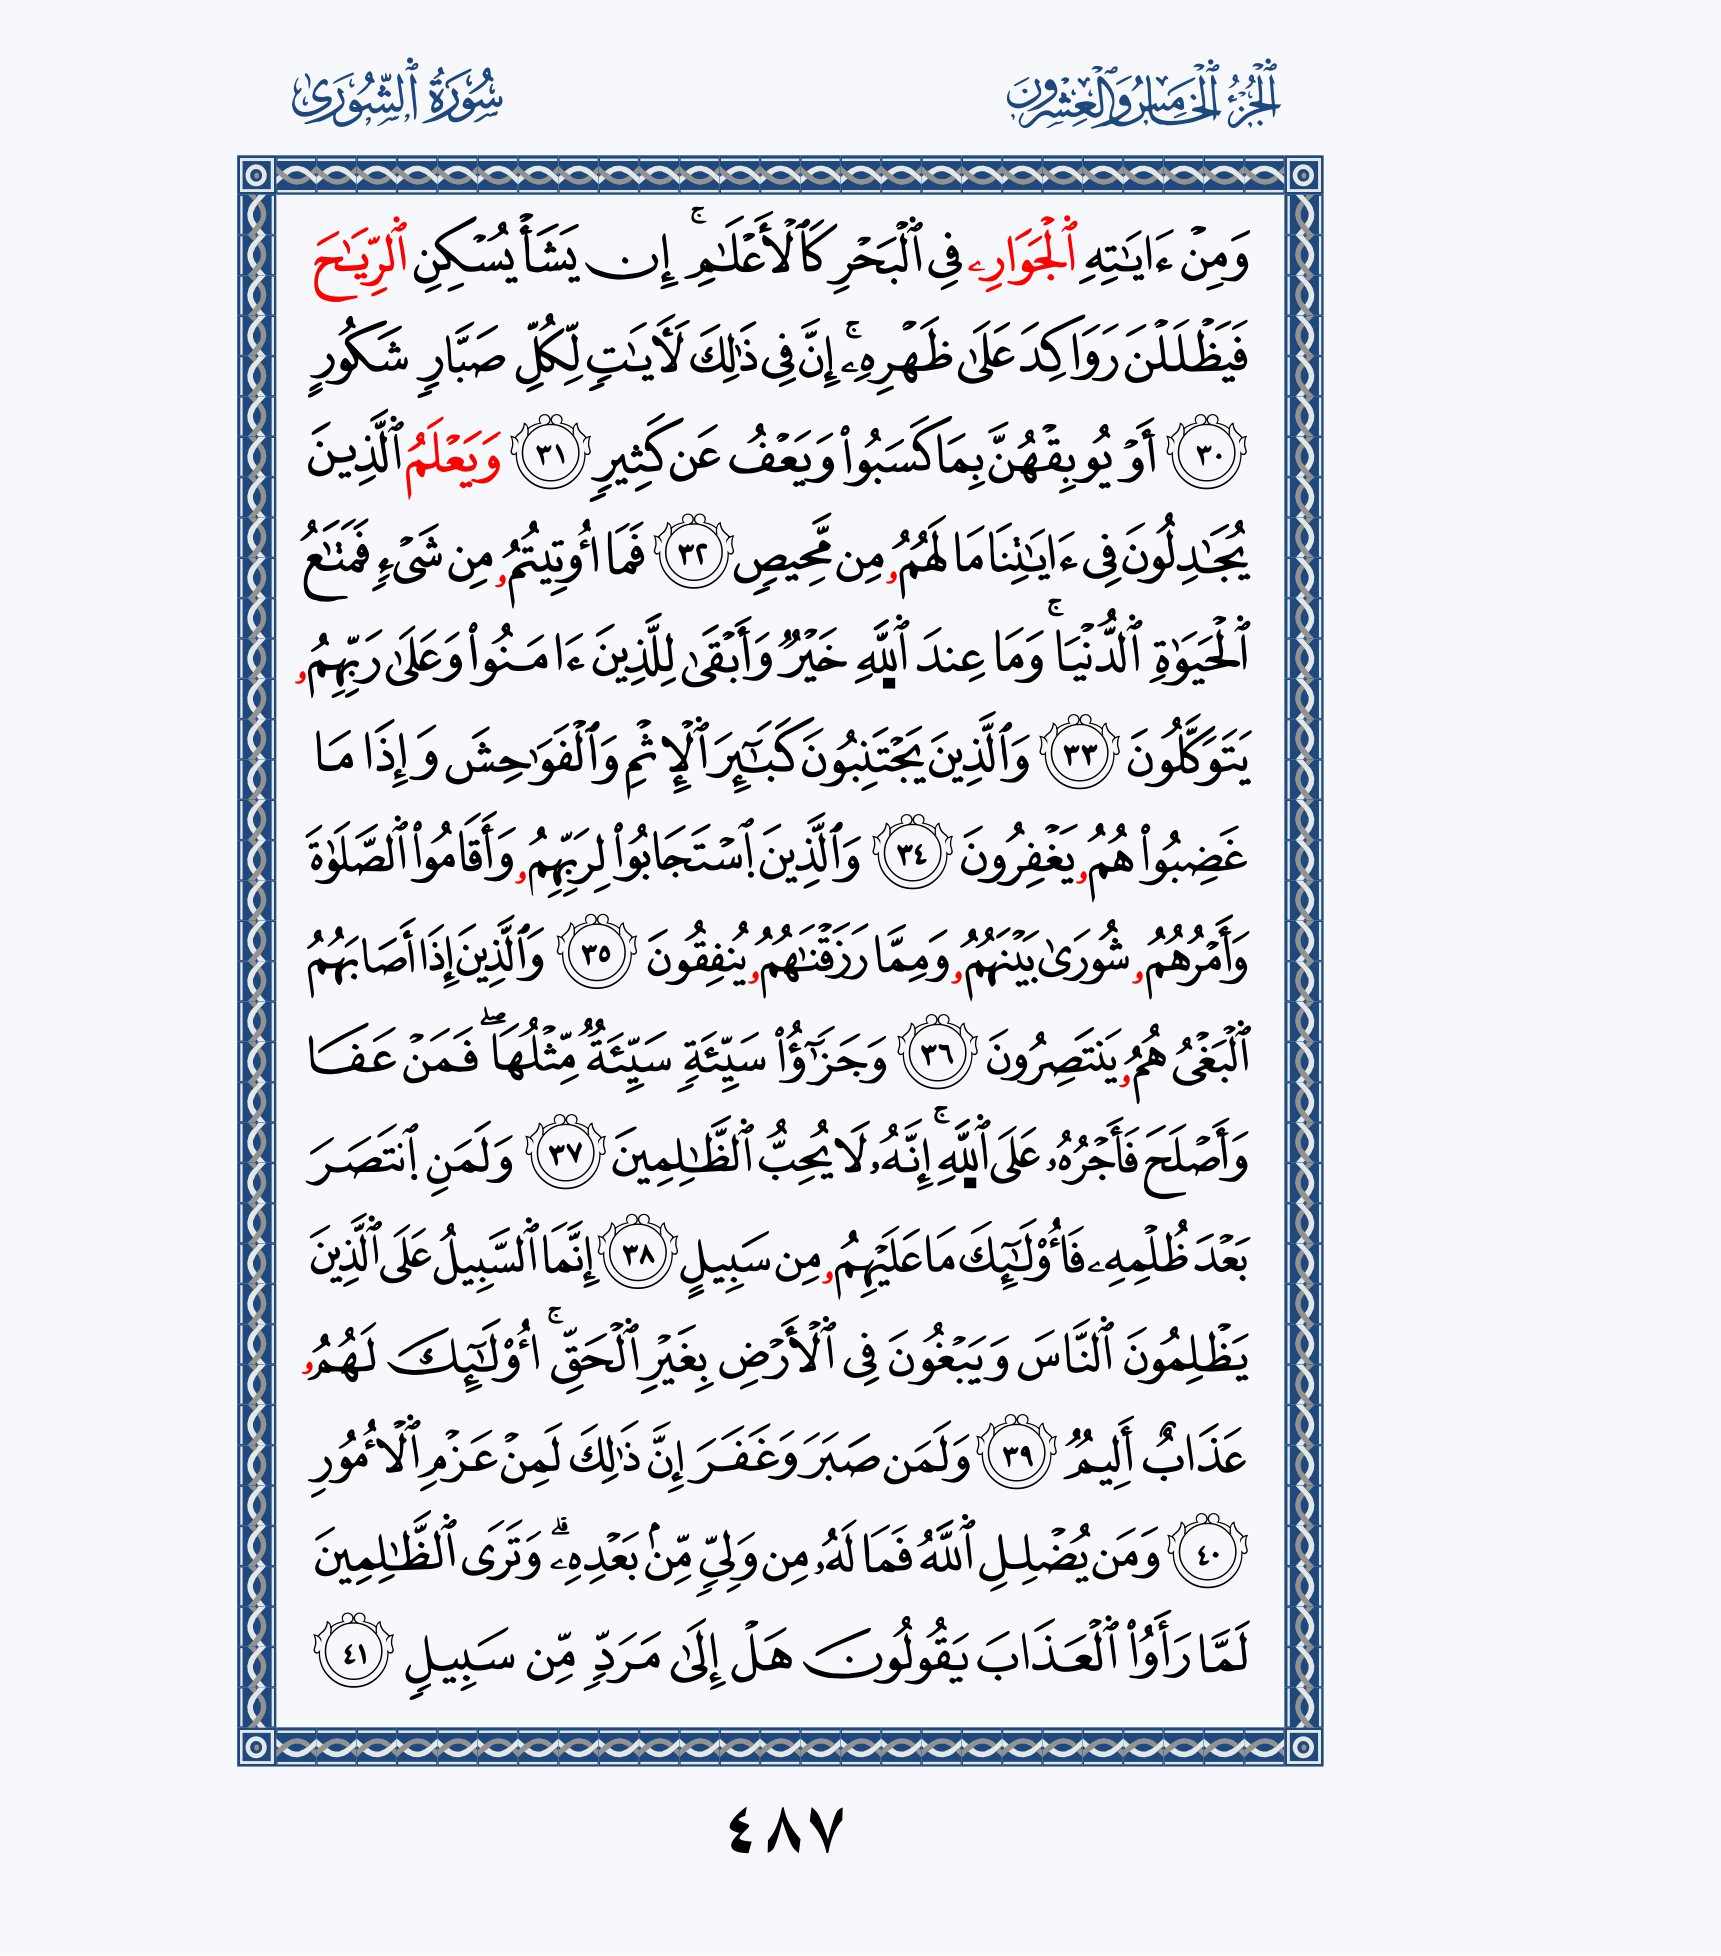 ٱلْجُزْءُ ٱلْخَامِسُ وَٱلْعِشْرُونَ
سُورَةُ ٱلشُّورَىٰ
وَمِنْ ءَايَٰتِهِ ٱلْجَوَارِۦ فِى ٱلْبَحْرِ كَٱلْأَعْلَٰمِ ۚ إِن يَشَأْ يُسْكِنِ ٱلرِّيَٰحَ
فَيَظْلَلْنَ رَوَاكِدَ عَلَىٰ ظَهْرِهِۦ ۚ إِنَّ فِى ذَٰلِكَ لَأٓيَٰتٍ لِّكُلِّ صَبَّارٍ شَكُورٍ
٣٠ أَوْ يُوبِقْهُنَّ بِمَا كَسَبُوا۟ وَيَعْفُ عَن كَثِيرٍ ٣١ وَيَعْلَمُ ٱلَّذِينَ
يُجَٰدِلُونَ فِى ءَايَٰتِنَا مَا لَهُمُۥ مِن مَّحِيصٍ ٣٢ فَمَا أُوتِيتُمُۥ مِن شَىْءٍ فَمَتَٰعُ
ٱلْحَيَوٰةِ ٱلدُّنْيَا ۚ وَمَا عِندَ ٱللَّهِ خَيْرٌ وَأَبْقَىٰ لِلَّذِينَ ءَامَنُوا۟ وَعَلَىٰ رَبِّهِمُۥ
يَتَوَكَّلُونَ ٣٣ وَٱلَّذِينَ يَجْتَنِبُونَ كَبَٰٓئِرَ ٱلْإِثْمِ وَٱلْفَوَٰحِشَ وَإِذَا مَا
غَضِبُوا۟ هُمُۥ يَغْفِرُونَ ٣٤ وَٱلَّذِينَ ٱسْتَجَابُوا۟ لِرَبِّهِمُۥ وَأَقَامُوا۟ ٱلصَّلَوٰةَ
وَأَمْرُهُمُۥ شُورَىٰ بَيْنَهُمُۥ وَمِمَّا رَزَقْنَٰهُمُۥ يُنفِقُونَ ٣٥ وَٱلَّذِينَ إِذَا أَصَابَهُمُ
ٱلْبَغْىُ هُمُۥ يَنتَصِرُونَ ٣٦ وَجَزَٰٓؤُا۟ سَيِّئَةٍ سَيِّئَةٌ مِّثْلُهَا ۖ فَمَنْ عَفَا
وَأَصْلَحَ فَأَجْرُهُۥ عَلَى ٱللَّهِ ۚ إِنَّهُۥ لَا يُحِبُّ ٱلظَّٰلِمِينَ ٣٧ وَلَمَنِ ٱنتَصَرَ
بَعْدَ ظُلْمِهِۦ فَأُو۟لَٰٓئِكَ مَا عَلَيْهِمُۥ مِن سَبِيلٍ ٣٨ إِنَّمَا ٱلسَّبِيلُ عَلَى ٱلَّذِينَ
يَظْلِمُونَ ٱلنَّاسَ وَيَبْغُونَ فِى ٱلْأَرْضِ بِغَيْرِ ٱلْحَقِّ ۚ أُو۟لَٰٓئِكَ لَهُمُۥ
عَذَابٌ أَلِيمٌ ٣٩ وَلَمَن صَبَرَ وَغَفَرَ إِنَّ ذَٰلِكَ لَمِنْ عَزْمِ ٱلْأُمُورِ
٤٠ وَمَن يُضْلِلِ ٱللَّهُ فَمَا لَهُۥ مِن وَلِىٍّ مِّنۢ بَعْدِهِۦ ۗ وَتَرَى ٱلظَّٰلِمِينَ
لَمَّا رَأَوُا۟ ٱلْعَذَابَ يَقُولُونَ هَلْ إِلَىٰ مَرَدٍّ مِّن سَبِيلٍ ٤١
٤٨٧